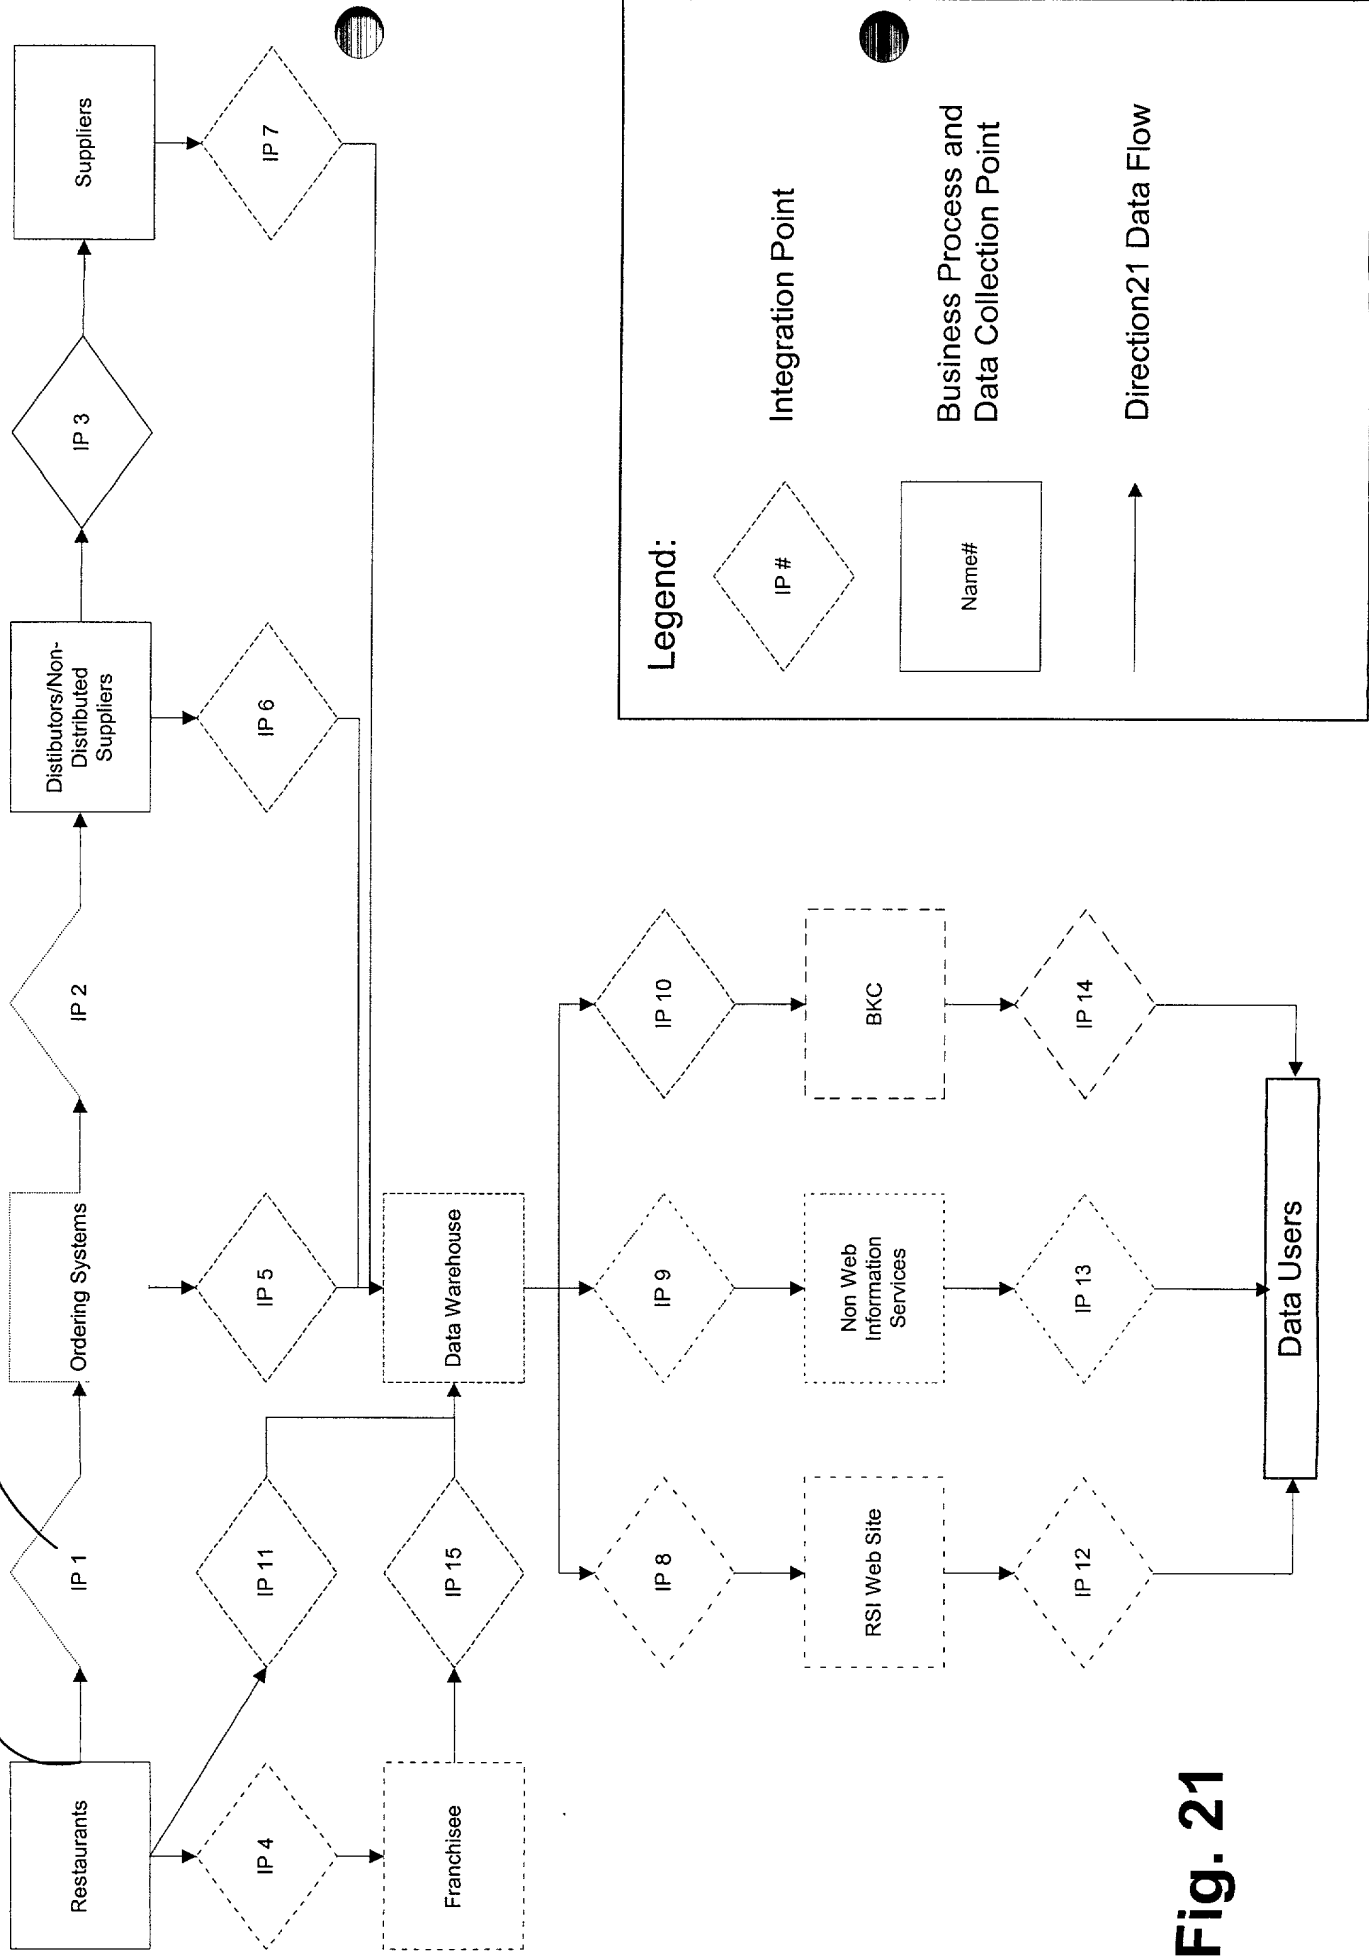 Restaurants
IP 1
Ordering Systems
IP 2
Distibutors/Non-
Distributed
Suppliers
IP 3
Suppliers
IP 4
IP 11
IP 5
IP 6
IP 7
Franchisee
IP 15
Data Warehouse
IP 8
IP 9
IP 10
RSI Web Site
Non Web
Information
Services
BKC
IP 12
IP 13
IP 14
Data Users
Legend:
IP #
Integration Point
Name#
Business Process and
Data Collection Point
Direction21 Data Flow
Fig. 21